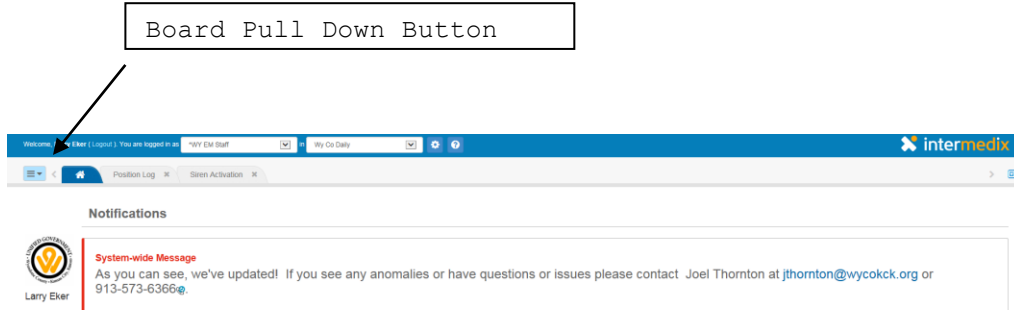 Board Pull Down Button
Welcome, Larry Eker ( Logout ). You are logged in as *WY EM Staff in Wy Co Daily
intermedix
Position Log × Siren Activation ×
Notifications
System-wide Message
As you can see, we've updated! If you see any anomalies or have questions or issues please contact Joel Thornton at jthornton@wycokck.org or
913-573-6366.
Larry Eker